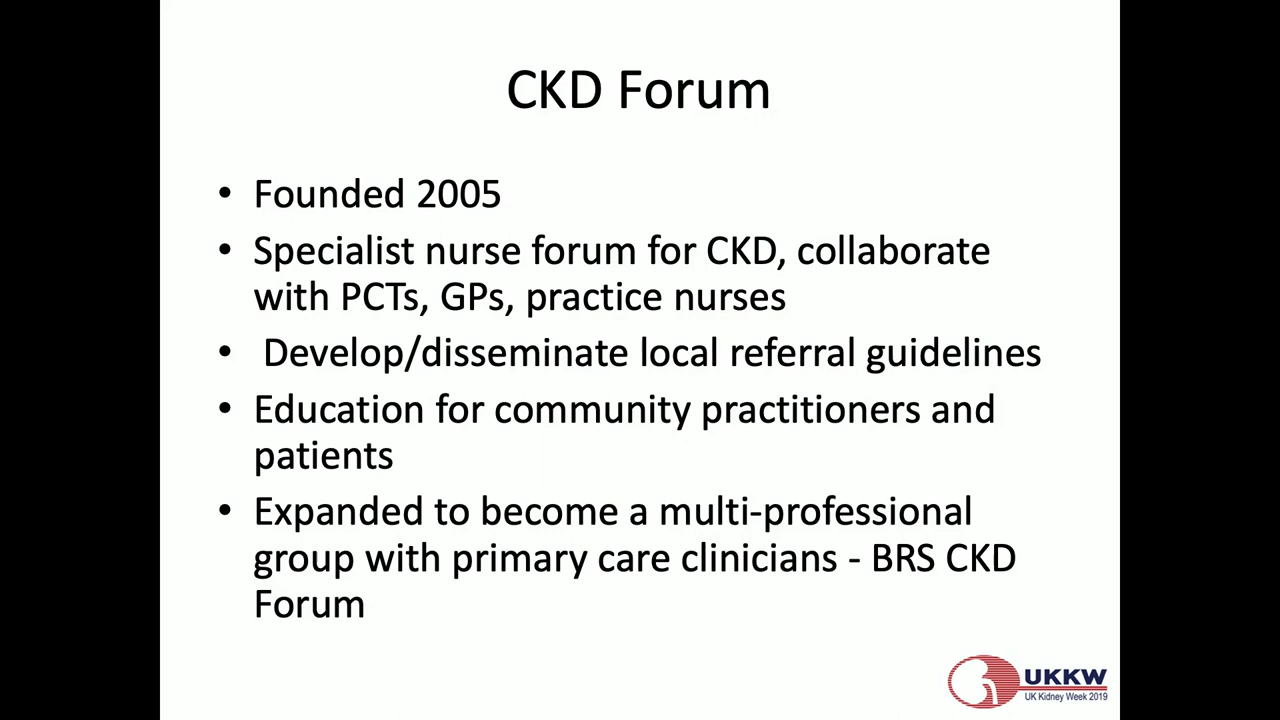 CKD Forum
• Founded 2005
• Specialist nurse forum for CKD, collaborate
with PCTs, GPs, practice nurses
• Develop/disseminate local referral guidelines
• Education for community practitioners and
patients
• Expanded to become a multi-professional
group with primary care clinicians - BRS CKD
Forum
UKKW
UK Kidney Week 2019